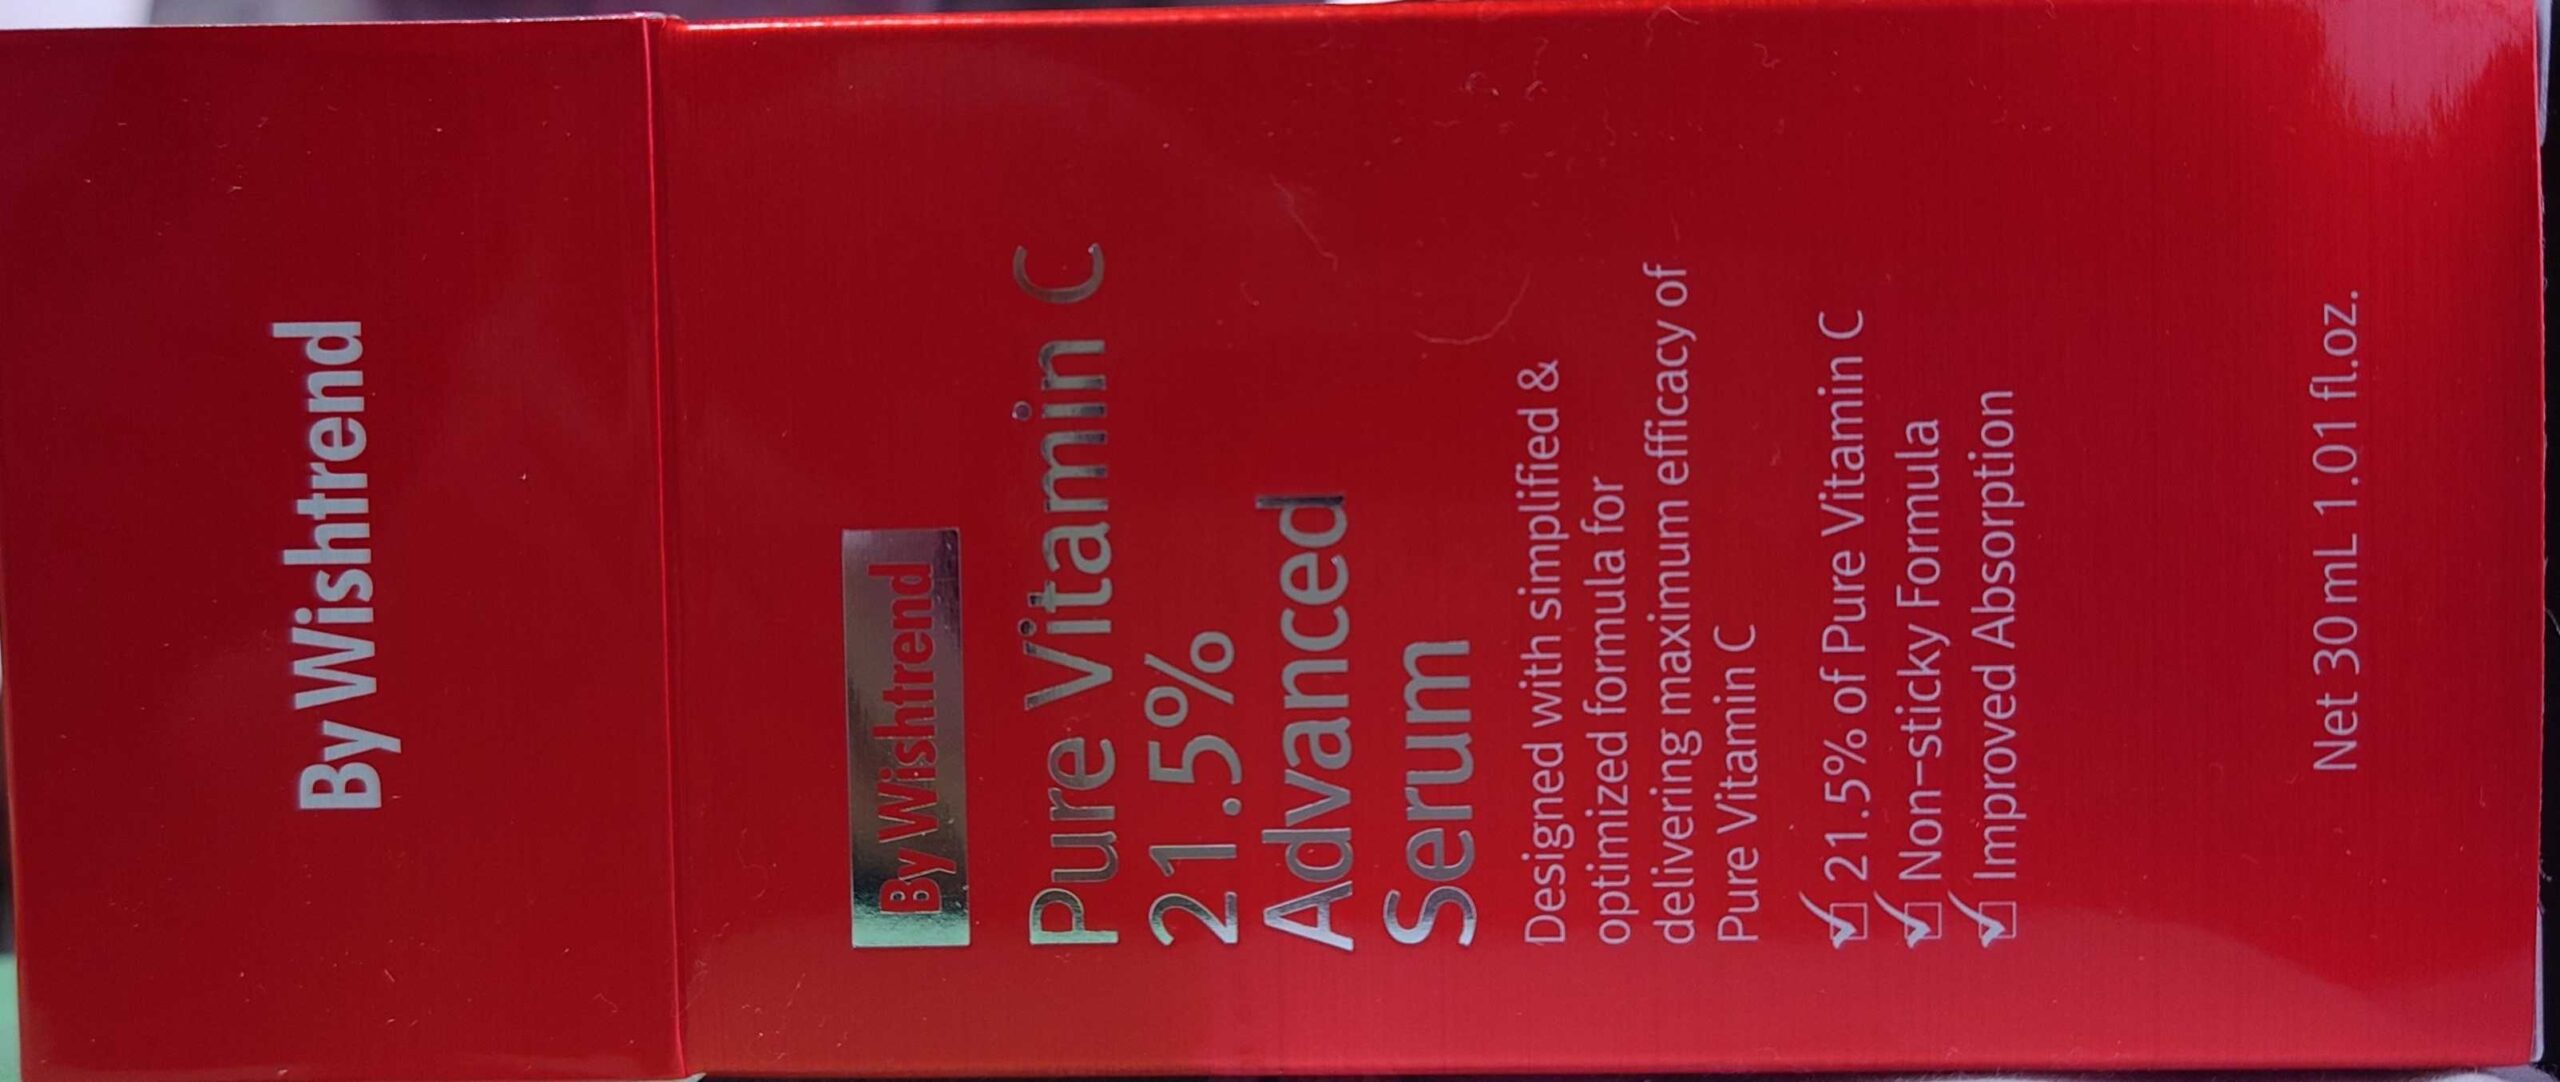 By Wishtrend
By Wishtrend
Pure Vitamin C
21.5%
Advanced
Serum
Designed with simplified &
optimized formula for
delivering maximum efficacy of
Pure Vitamin C
☑ 21.5% of Pure Vitamin C
☑ Non-sticky Formula
☑ Improved Absorption
Net 30 mL 1.01 fl.oz.